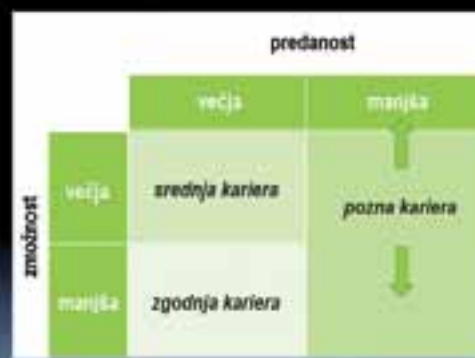 predanost
večja manjša
zmožnost
večja srednja kariera pozna kariera
manjša zgodnja kariera